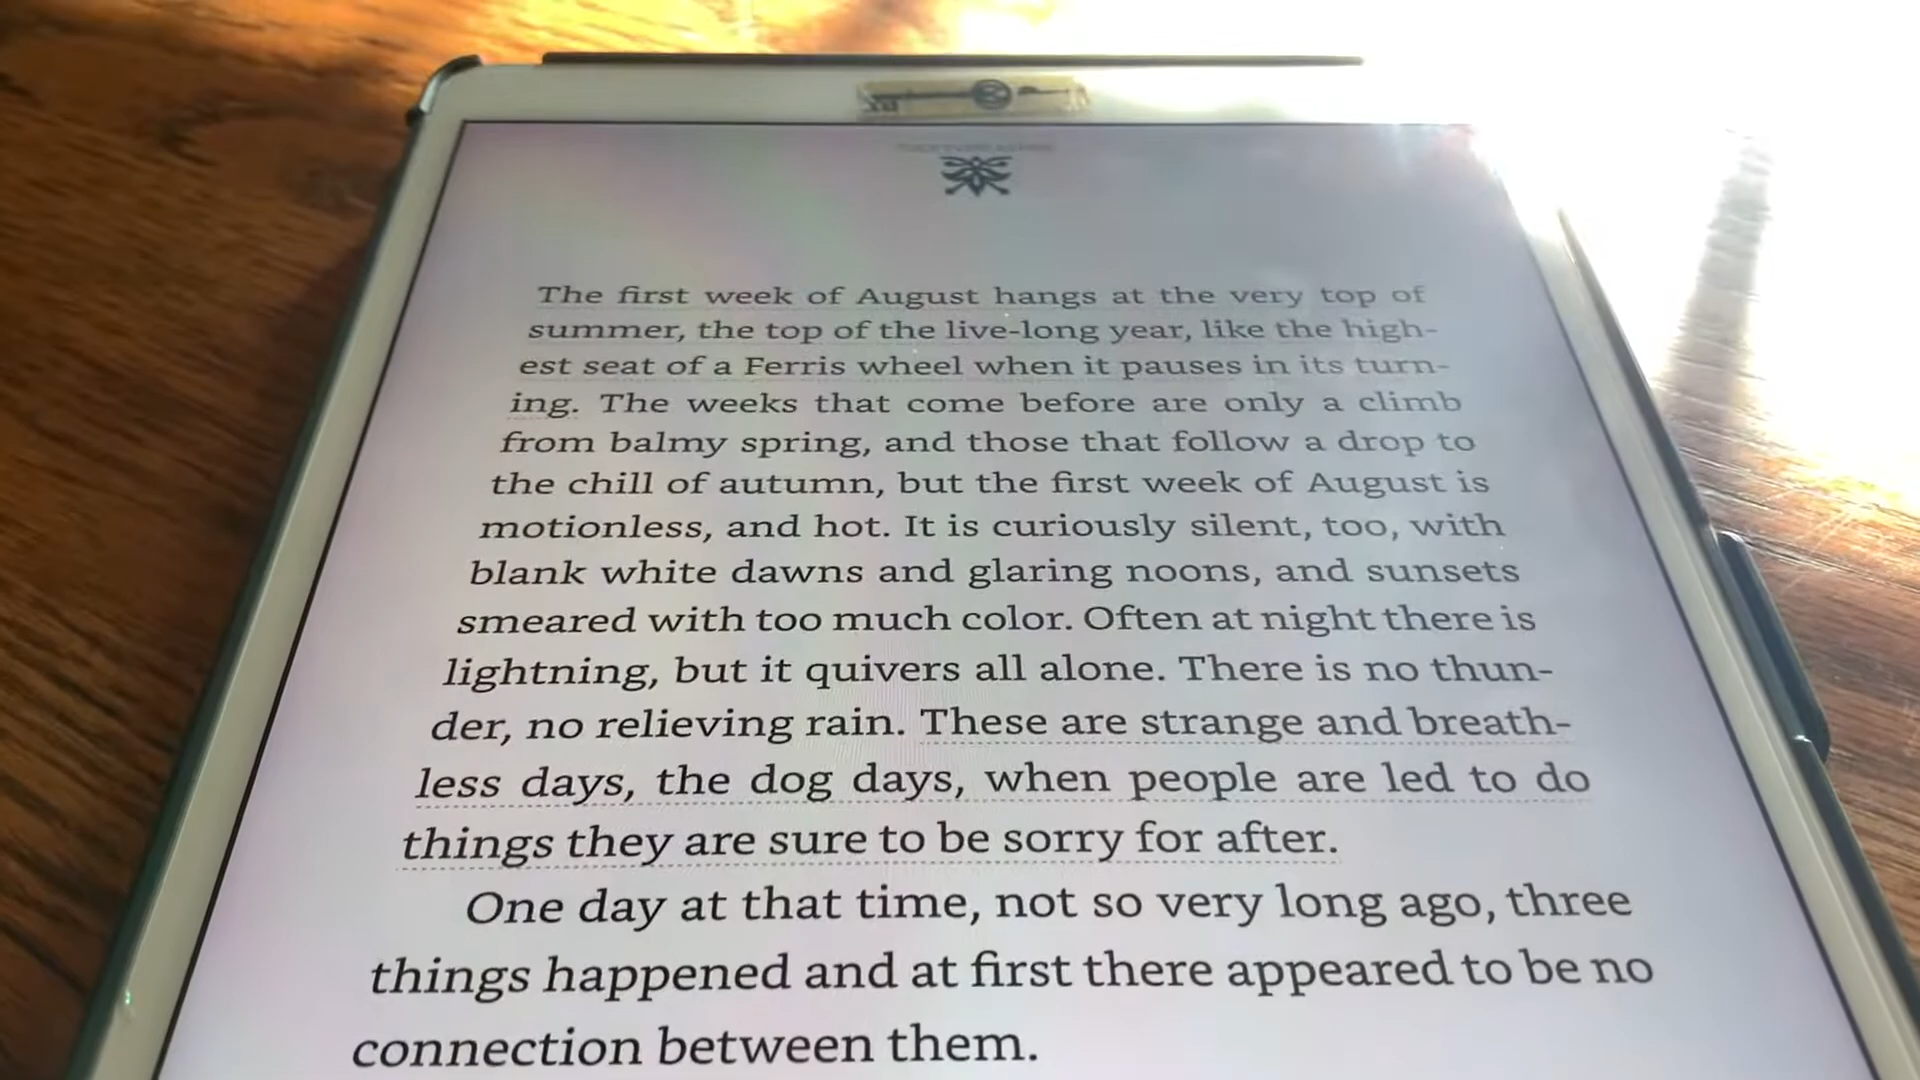 The first week of August hangs at the very top of
summer, the top of the live-long year, like the high-
est seat of a Ferris wheel when it pauses in its turn-
ing. The weeks that come before are only a climb
from balmy spring, and those that follow a drop to
the chill of autumn, but the first week of August is
motionless, and hot. It is curiously silent, too, with
blank white dawns and glaring noons, and sunsets
smeared with too much color. Often at night there is
lightning, but it quivers all alone. There is no thun-
der, no relieving rain. These are strange and breath-
less days, the dog days, when people are led to do
things they are sure to be sorry for after.
One day at that time, not so very long ago, three
things happened and at first there appeared to be no
connection between them.